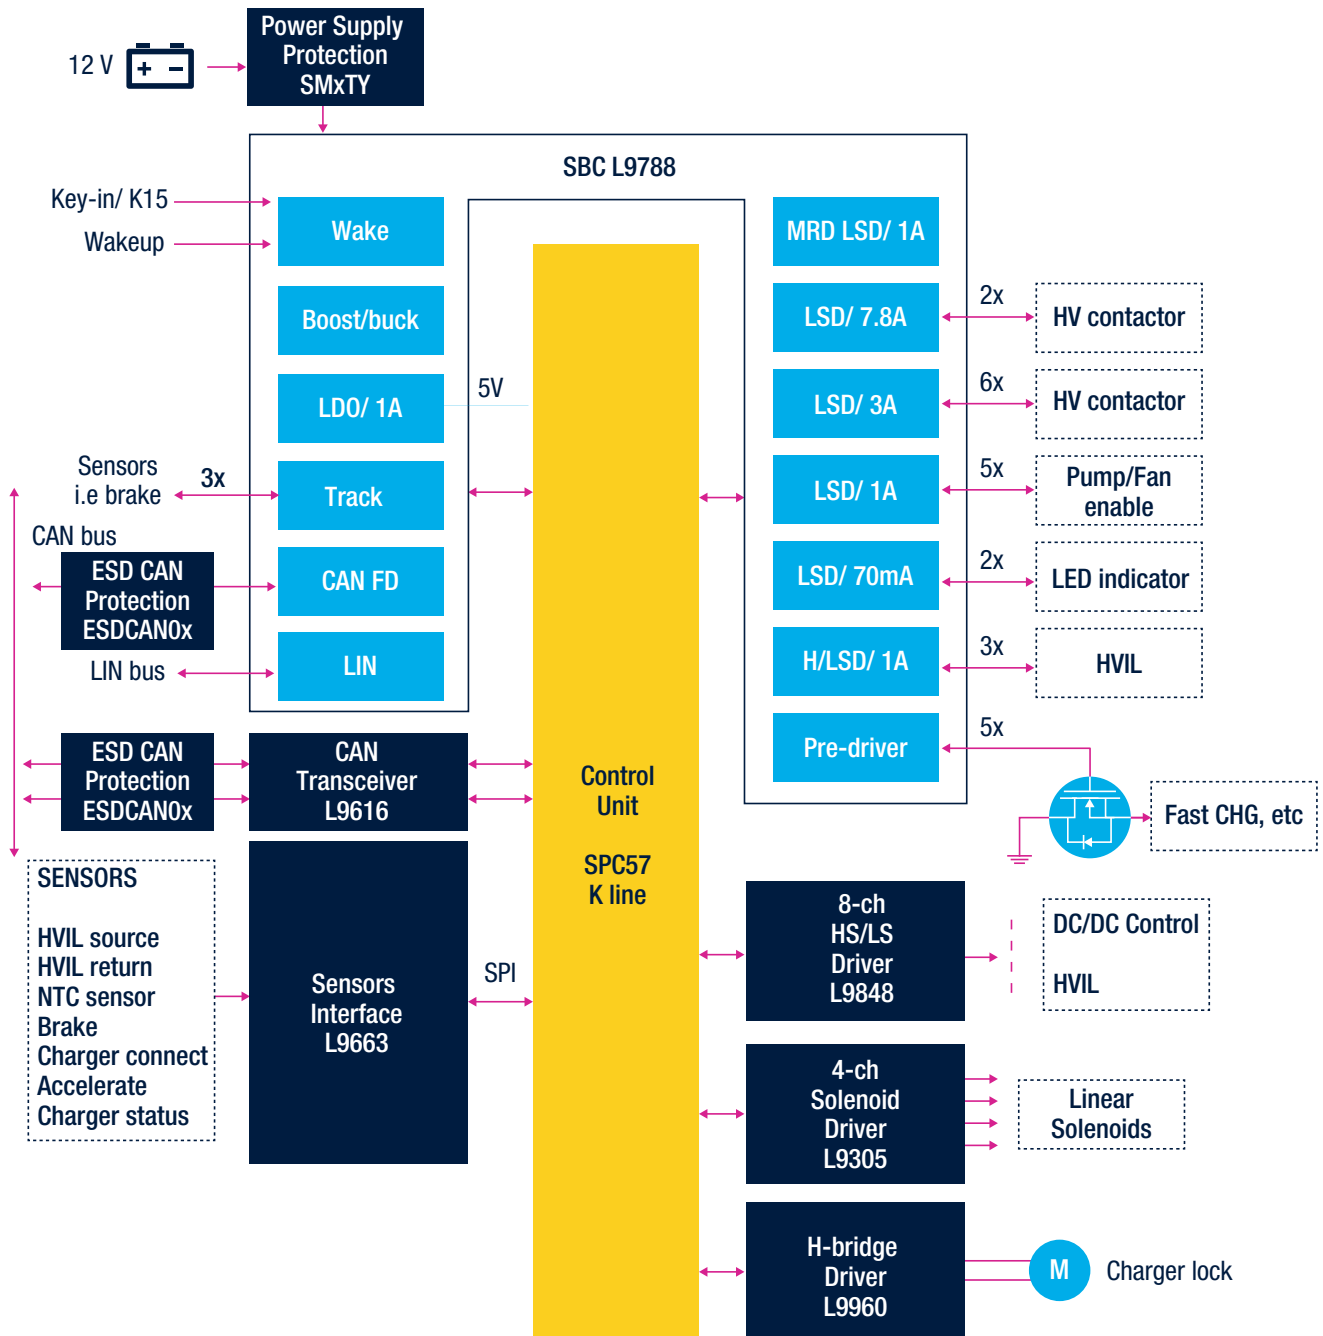 Power Supply
Protection
SMxTY
12 V
+ −
SBC L9788
Key-in/ K15
Wakeup
Wake
Boost/buck
LDO/ 1A
5V
Sensors
i.e brake
3x
Track
CAN bus
ESD CAN
Protection
ESDCAN0x
CAN FD
LIN bus
LIN
MRD LSD/ 1A
LSD/ 7.8A
2x
HV contactor
LSD/ 3A
6x
HV contactor
LSD/ 1A
5x
Pump/Fan
enable
LSD/ 70mA
2x
LED indicator
H/LSD/ 1A
3x
HVIL
Pre-driver
5x
Fast CHG, etc
ESD CAN
Protection
ESDCAN0x
CAN
Transceiver
L9616
Control
Unit
SPC57
K line
SENSORS
HVIL source
HVIL return
NTC sensor
Brake
Charger connect
Accelerate
Charger status
Sensors
Interface
L9663
SPI
8-ch
HS/LS
Driver
L9848
DC/DC Control
HVIL
4-ch
Solenoid
Driver
L9305
Linear
Solenoids
H-bridge
Driver
L9960
M
Charger lock